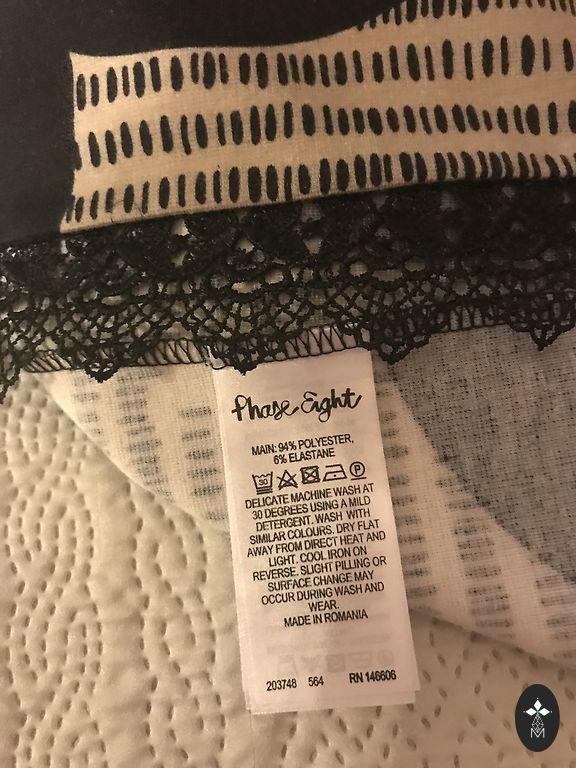 Phase Eight
MAIN: 94% POLYESTER,
6% ELASTANE
30 P
DELICATE MACHINE WASH AT
30 DEGREES USING A MILD
DETERGENT. WASH WITH
SIMILAR COLOURS. DRY FLAT
AWAY FROM DIRECT HEAT AND
LIGHT. COOL IRON ON
REVERSE. SLIGHT PILLING OR
SURFACE CHANGE MAY
OCCUR DURING WASH AND
WEAR.
MADE IN ROMANIA
203748 564 RN 146606
M